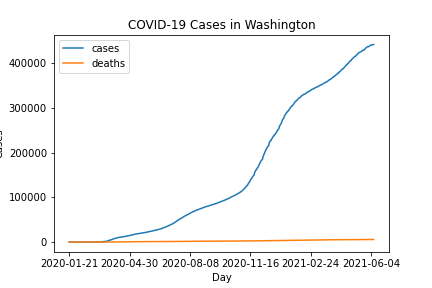 COVID-19 Cases in Washington
cases
deaths
400000
300000
200000
100000
0
cases
2020-01-21 2020-04-30 2020-08-08 2020-11-16 2021-02-24 2021-06-04
Day